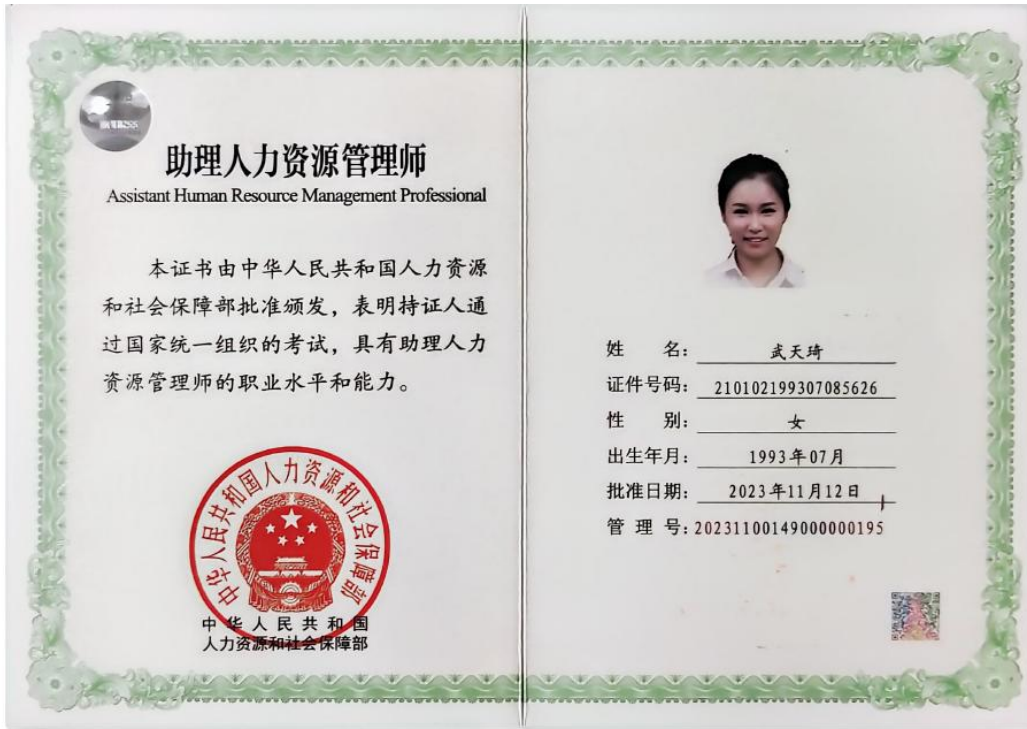 助理人力资源管理师
Assistant Human Resource Management Professional
本证书由中华人民共和国人力资源
和社会保障部批准颁发，表明持证人通
过国家统一组织的考试，具有助理人力
资源管理师的职业水平和能力。
中华人民共和国人力资源和社会保障部
中华人民共和国
人力资源和社会保障部
姓 名： 武天琦
证件号码： 210102199307085626
性 别： 女
出生年月： 1993年07月
批准日期： 2023年11月12日
管 理 号：20231100149000000195